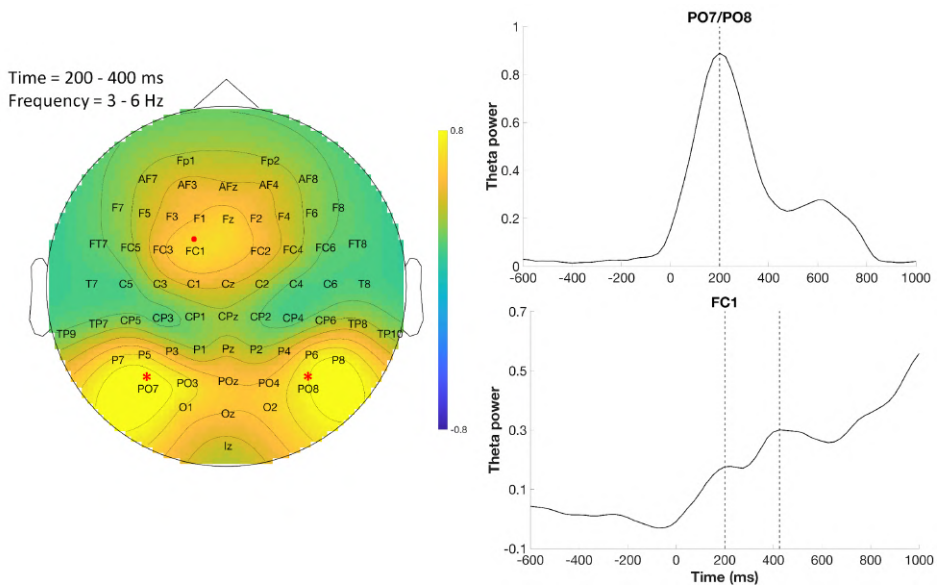 Time = 200 - 400 ms
Frequency = 3 - 6 Hz
Fp1 Fp2
AF7 AF3 AFz AF4 AF8
F7 F5 F3 F1 Fz F2 F4 F6 F8
FT7 FC5 FC3 FC1 FC2 FC4 FC6 FT8
T7 C5 C3 C1 Cz C2 C4 C6 T8
TP9 TP7 CP5 CP3 CP1 CPz CP2 CP4 CP6 TP8 TP10
P7 P5 P3 P1 Pz P2 P4 P6 P8
PO7 PO3 POz PO4 PO8
O1 Oz O2
Iz
0.8
-0.8
PO7/PO8
Theta power
1
0.8
0.6
0.4
0.2
0
-600 -400 -200 0 200 400 600 800 1000
FC1
Theta power
0.7
0.5
0.3
0.1
-0.1
-600 -400 -200 0 200 400 600 800 1000
Time (ms)